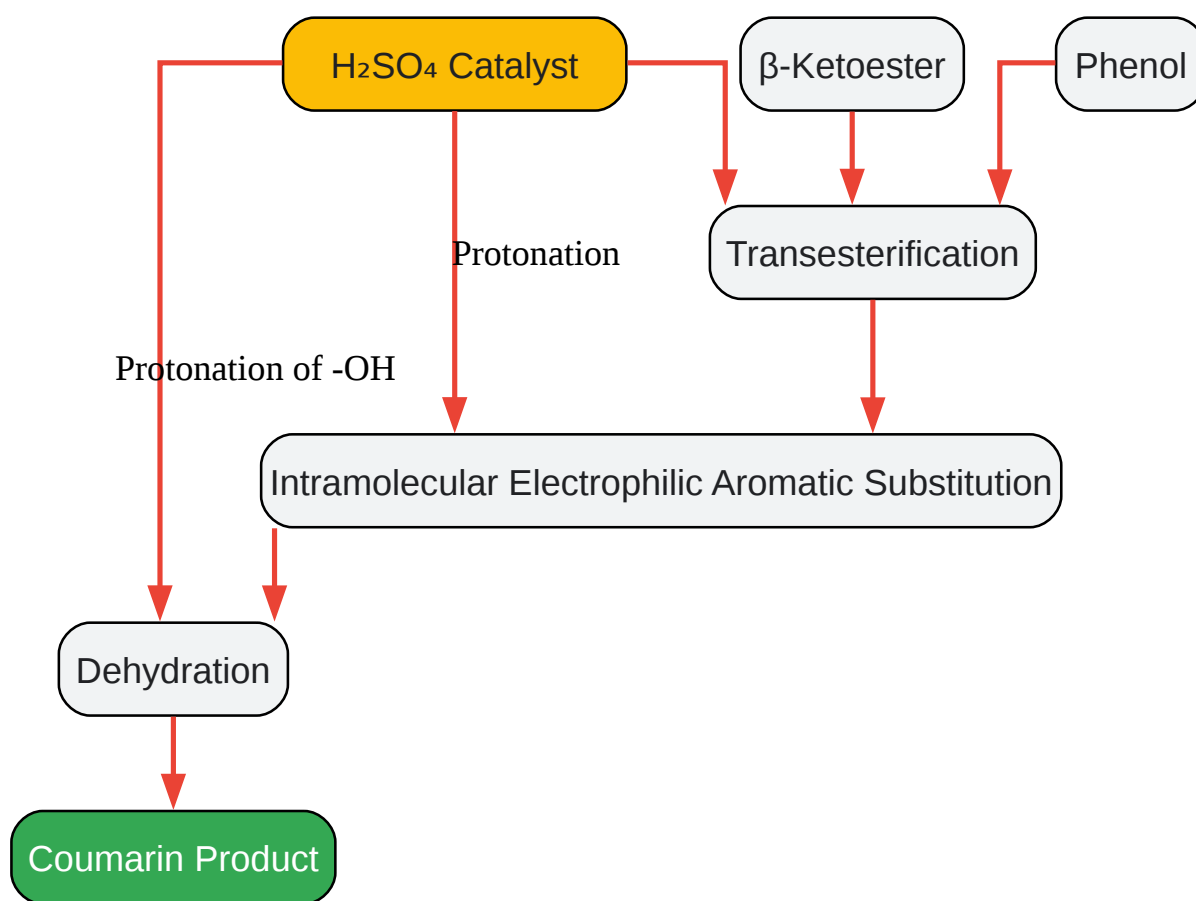 H₂SO₄ Catalyst
β-Ketoester
Phenol
Protonation
Transesterification
Protonation of -OH
Intramolecular Electrophilic Aromatic Substitution
Dehydration
Coumarin Product